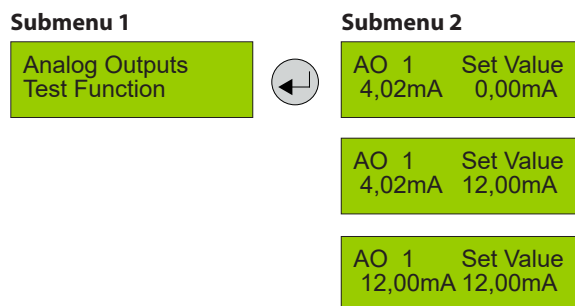 Submenu 1
Analog Outputs
Test Function
Submenu 2
AO 1 Set Value
4,02mA 0,00mA
AO 1 Set Value
4,02mA 12,00mA
AO 1 Set Value
12,00mA 12,00mA